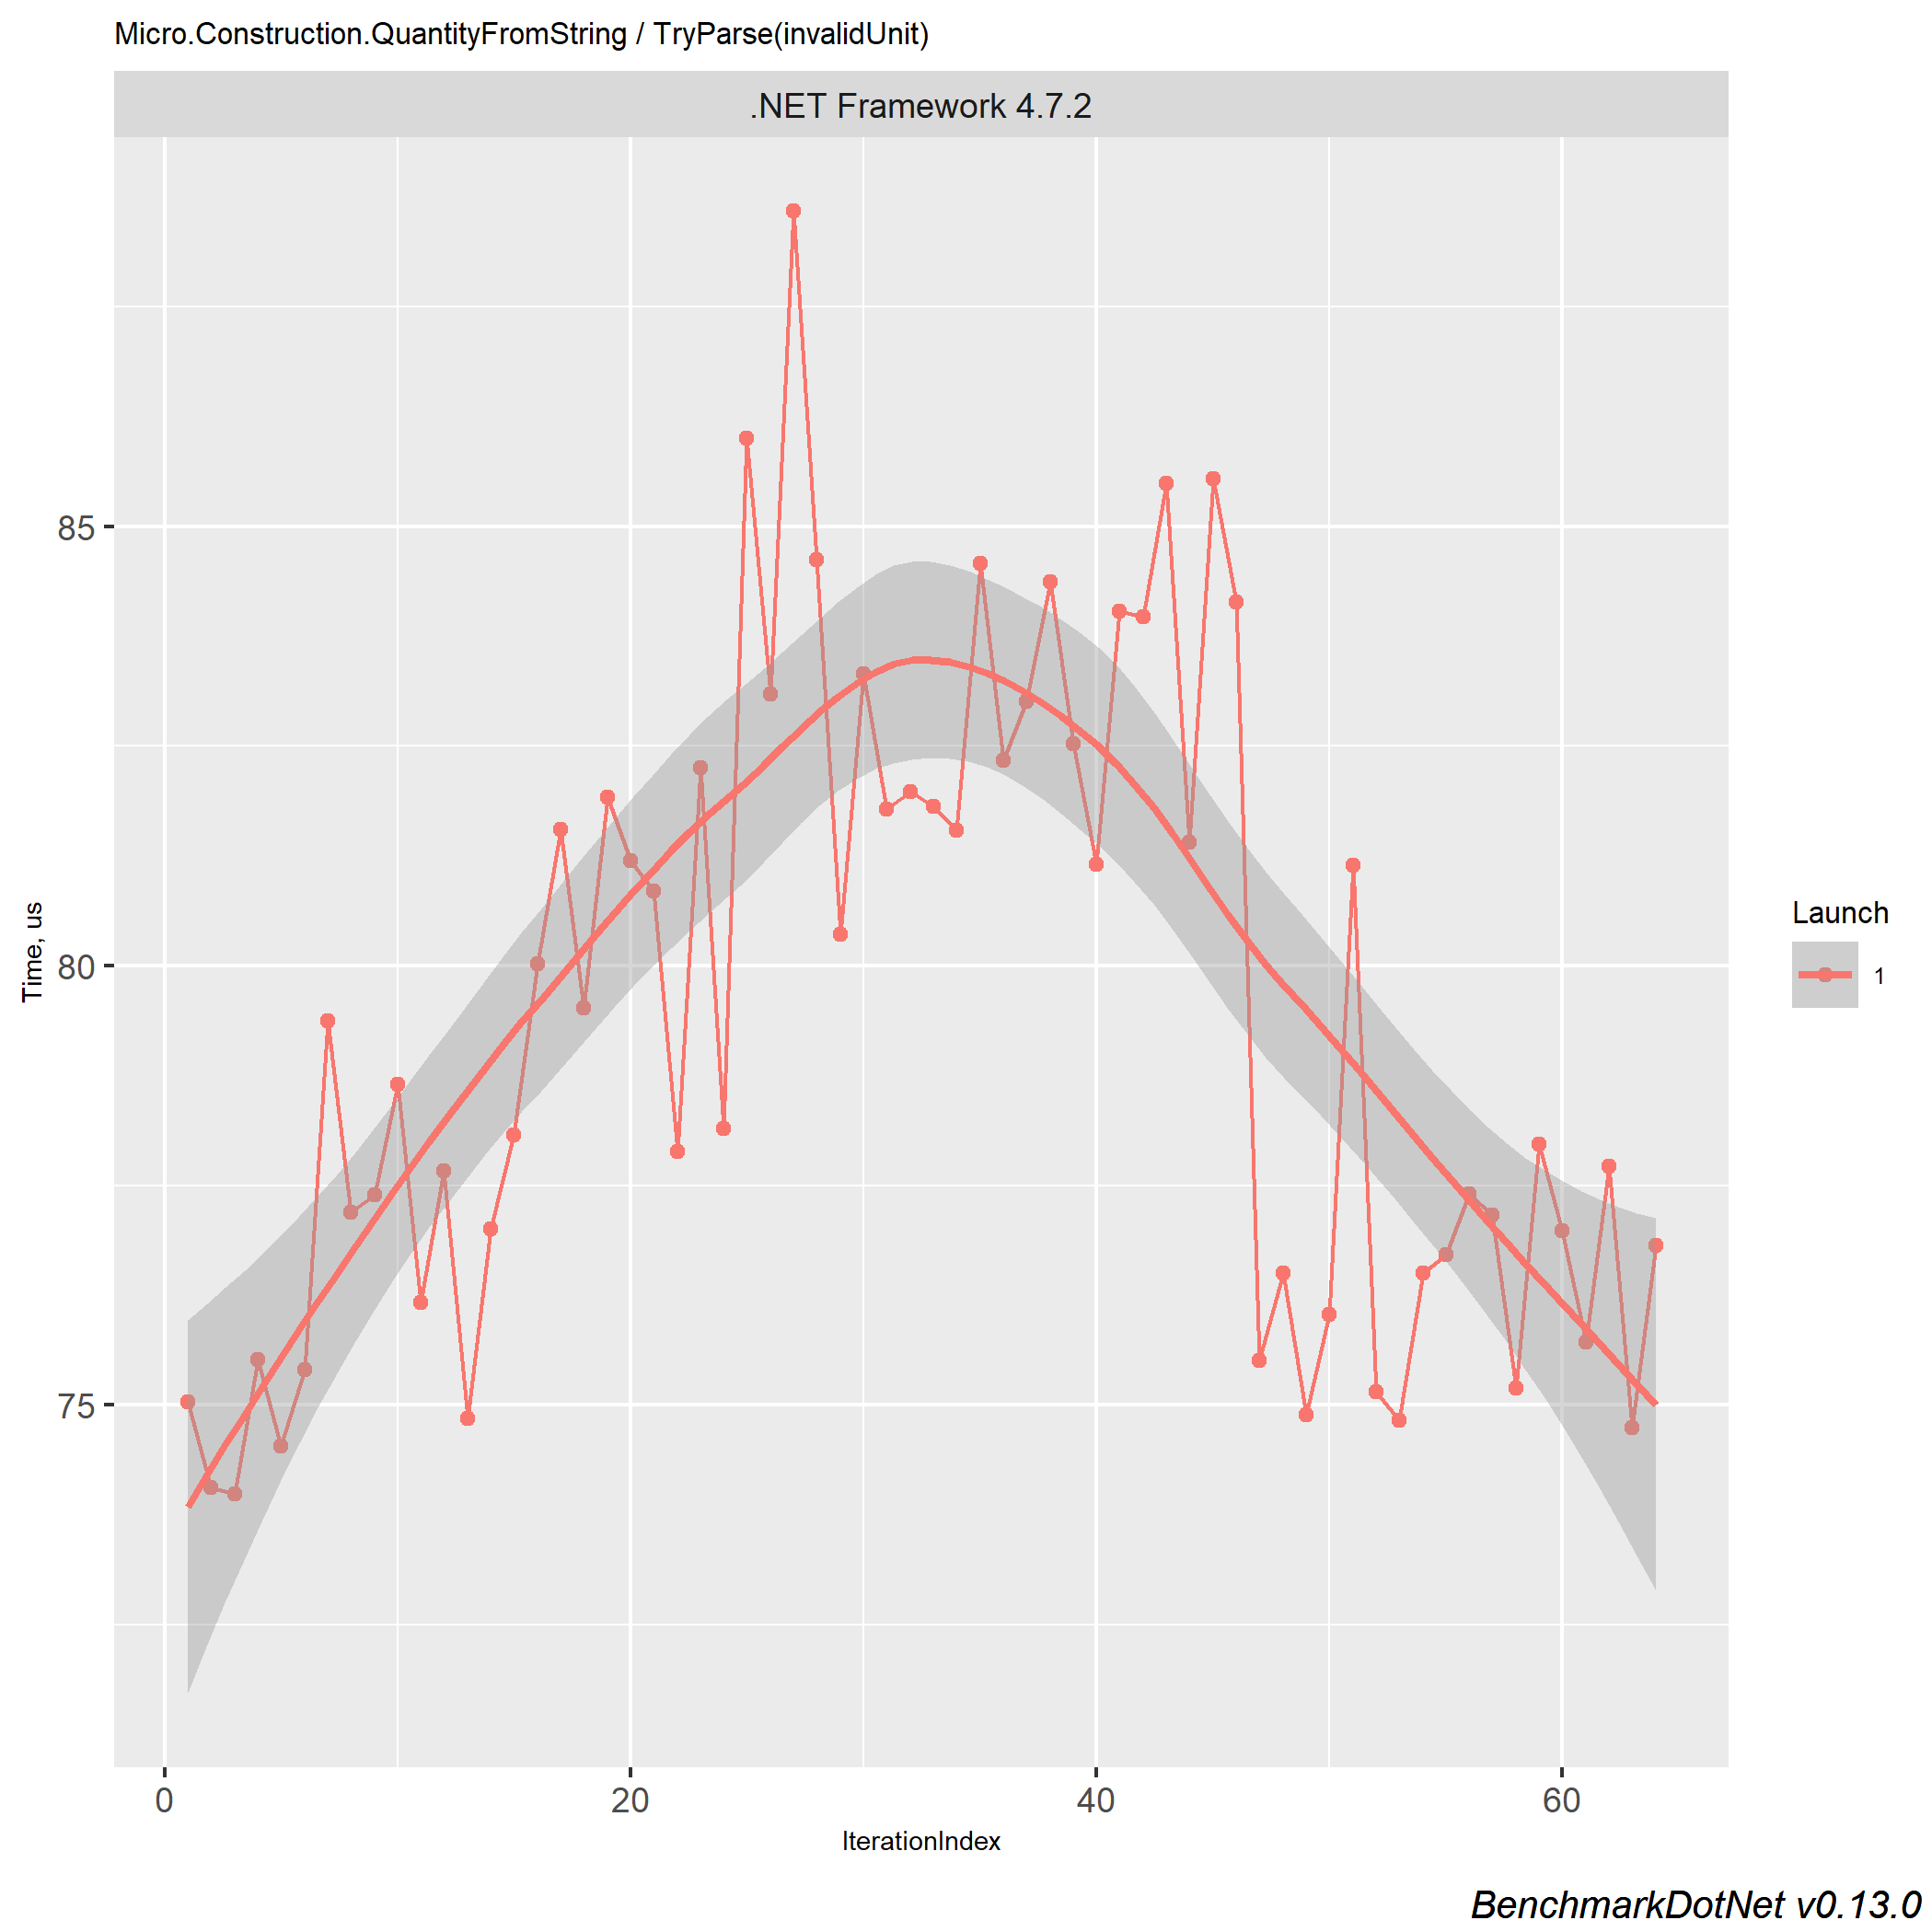 Micro.Construction.QuantityFromString / TryParse(invalidUnit)
.NET Framework 4.7.2
85
80
75
Time, us
0 20 40 60
IterationIndex
Launch
1
BenchmarkDotNet v0.13.0